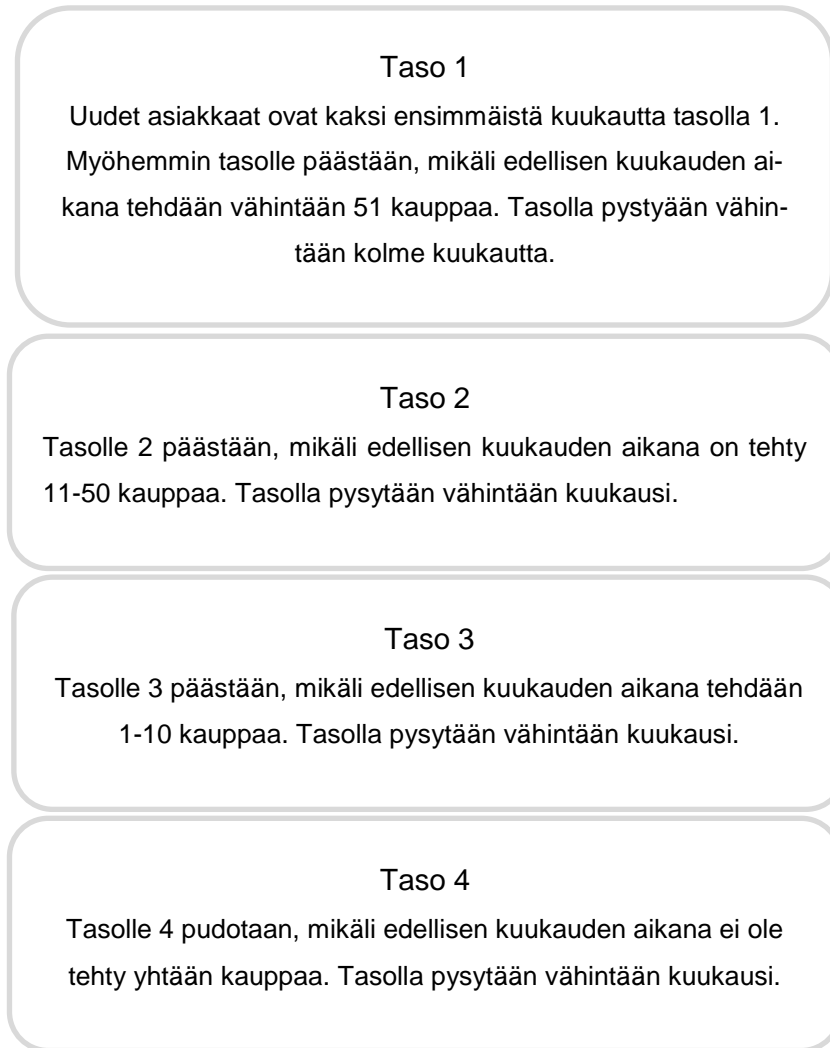 Taso 1
Uudet asiakkaat ovat kaksi ensimmäistä kuukautta tasolla 1.
Myöhemmin tasolle päästään, mikäli edellisen kuukauden ai-
kana tehdään vähintään 51 kauppaa. Tasolla pystyään vähin-
tään kolme kuukautta.
Taso 2
Tasolle 2 päästään, mikäli edellisen kuukauden aikana on tehty
11-50 kauppaa. Tasolla pysytään vähintään kuukausi.
Taso 3
Tasolle 3 päästään, mikäli edellisen kuukauden aikana tehdään
1-10 kauppaa. Tasolla pysytään vähintään kuukausi.
Taso 4
Tasolle 4 pudotaan, mikäli edellisen kuukauden aikana ei ole
tehty yhtään kauppaa. Tasolla pysytään vähintään kuukausi.